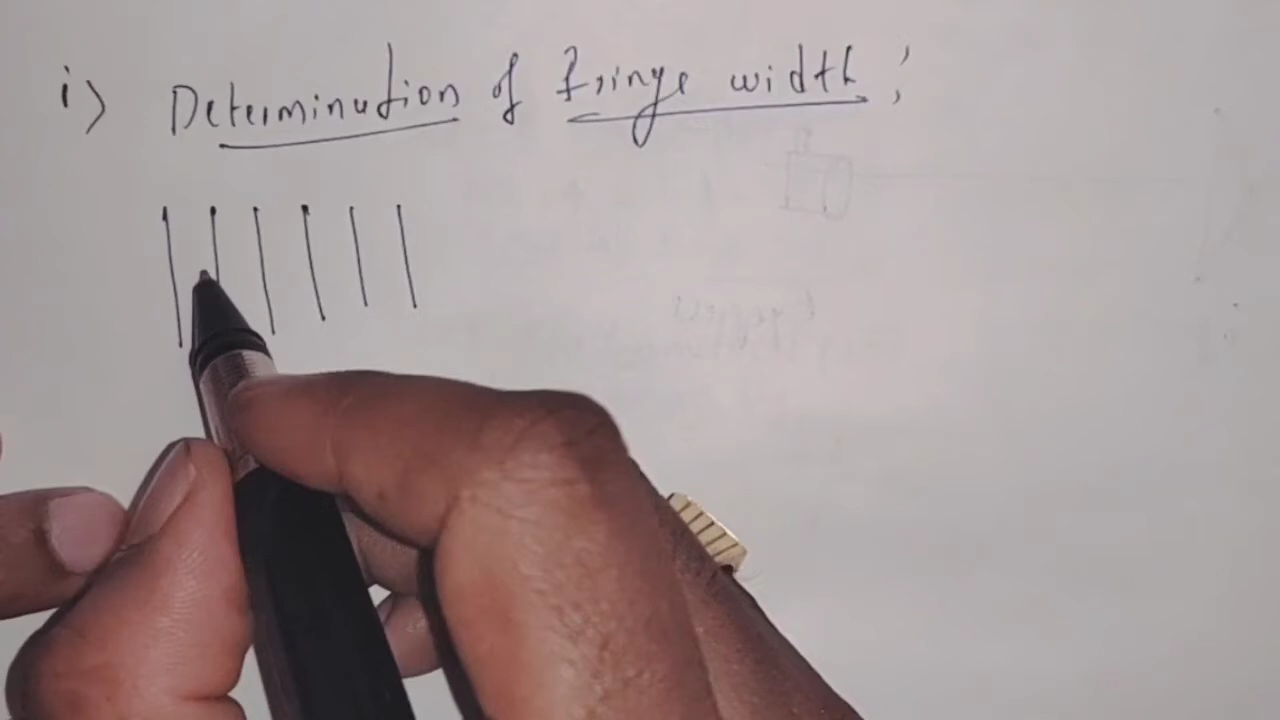 i) Determination of fringe width ;